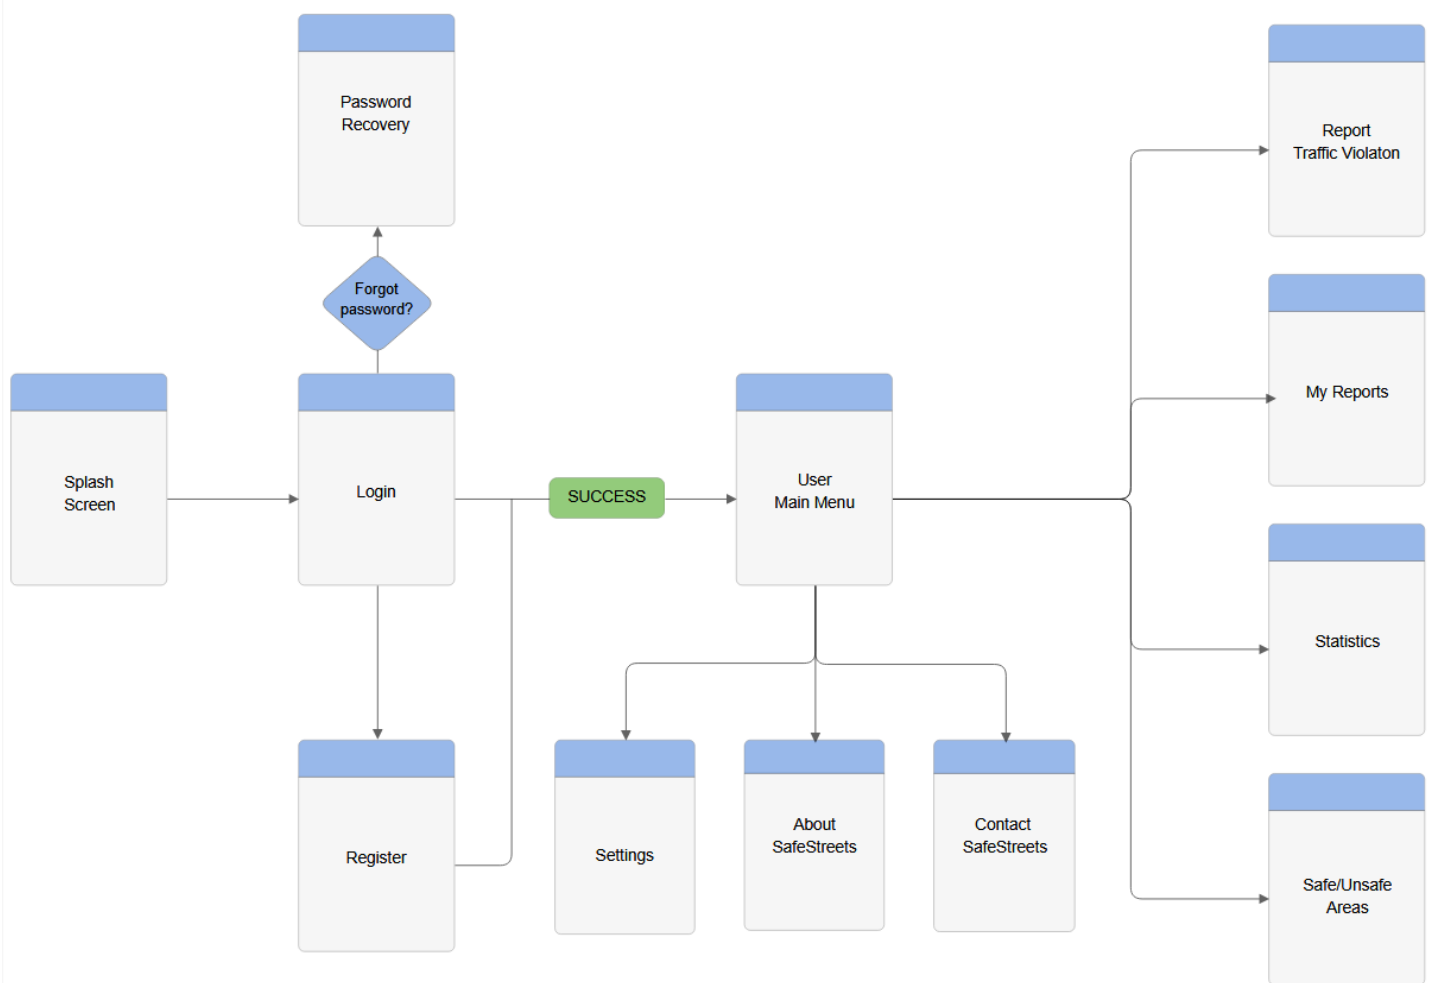 Password
Recovery
Report
Traffic Violaton
Forgot
password?
My Reports
Splash
Screen
Login
SUCCESS
User
Main Menu
Statistics
Register
Settings
About
SafeStreets
Contact
SafeStreets
Safe/Unsafe
Areas